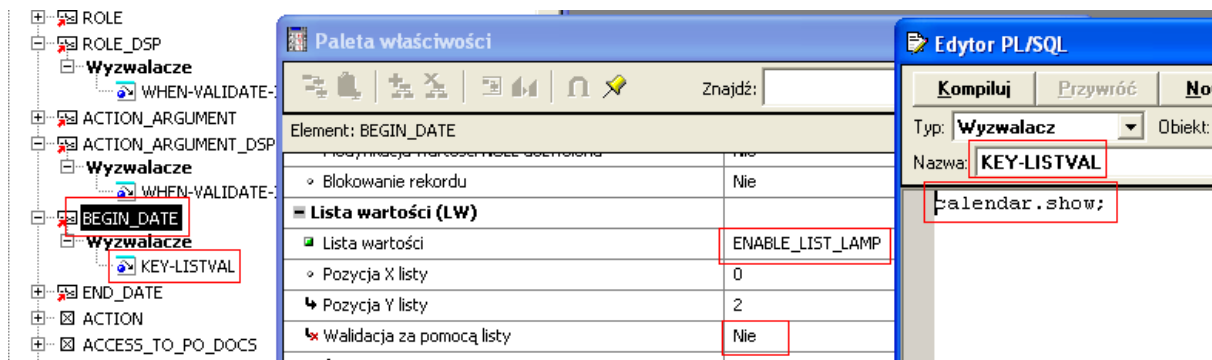 ROLE
ROLE_DSP
Wyzwalacze
WHEN-VALIDATE-
ACTION_ARGUMENT
ACTION_ARGUMENT_DSP
Wyzwalacze
WHEN-VALIDATE-
BEGIN_DATE
Wyzwalacze
KEY-LISTVAL
END_DATE
ACTION
ACCESS_TO_PO_DOCS
Paleta właściwości
Znajdź:
Element: BEGIN_DATE
Blokowanie rekordu Nie
Lista wartości (LW)
Lista wartości ENABLE_LIST_LAMP
Pozycja X listy 0
Pozycja Y listy 2
Walidacja za pomocą listy Nie
Edytor PL/SQL
Kompiluj Przywróć
Typ: Wyzwalacz Obiekt:
Nazwa: KEY-LISTVAL
calendar.show;